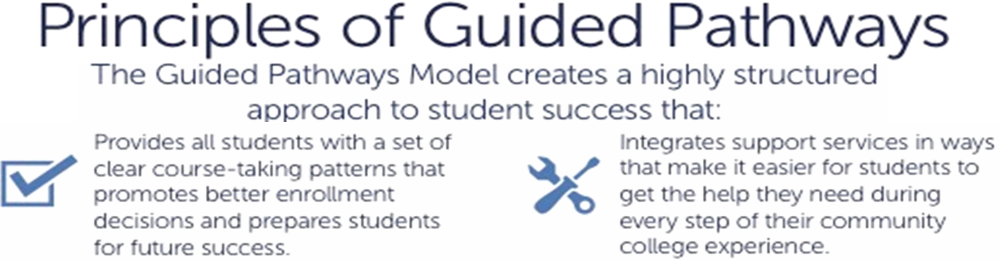 Principles of Guided Pathways
The Guided Pathways Model creates a highly structured
approach to student success that:
Provides all students with a set of
clear course-taking patterns that
promotes better enrollment
decisions and prepares students
for future success.
Integrates support services in ways
that make it easier for students to
get the help they need during
every step of their community
college experience.